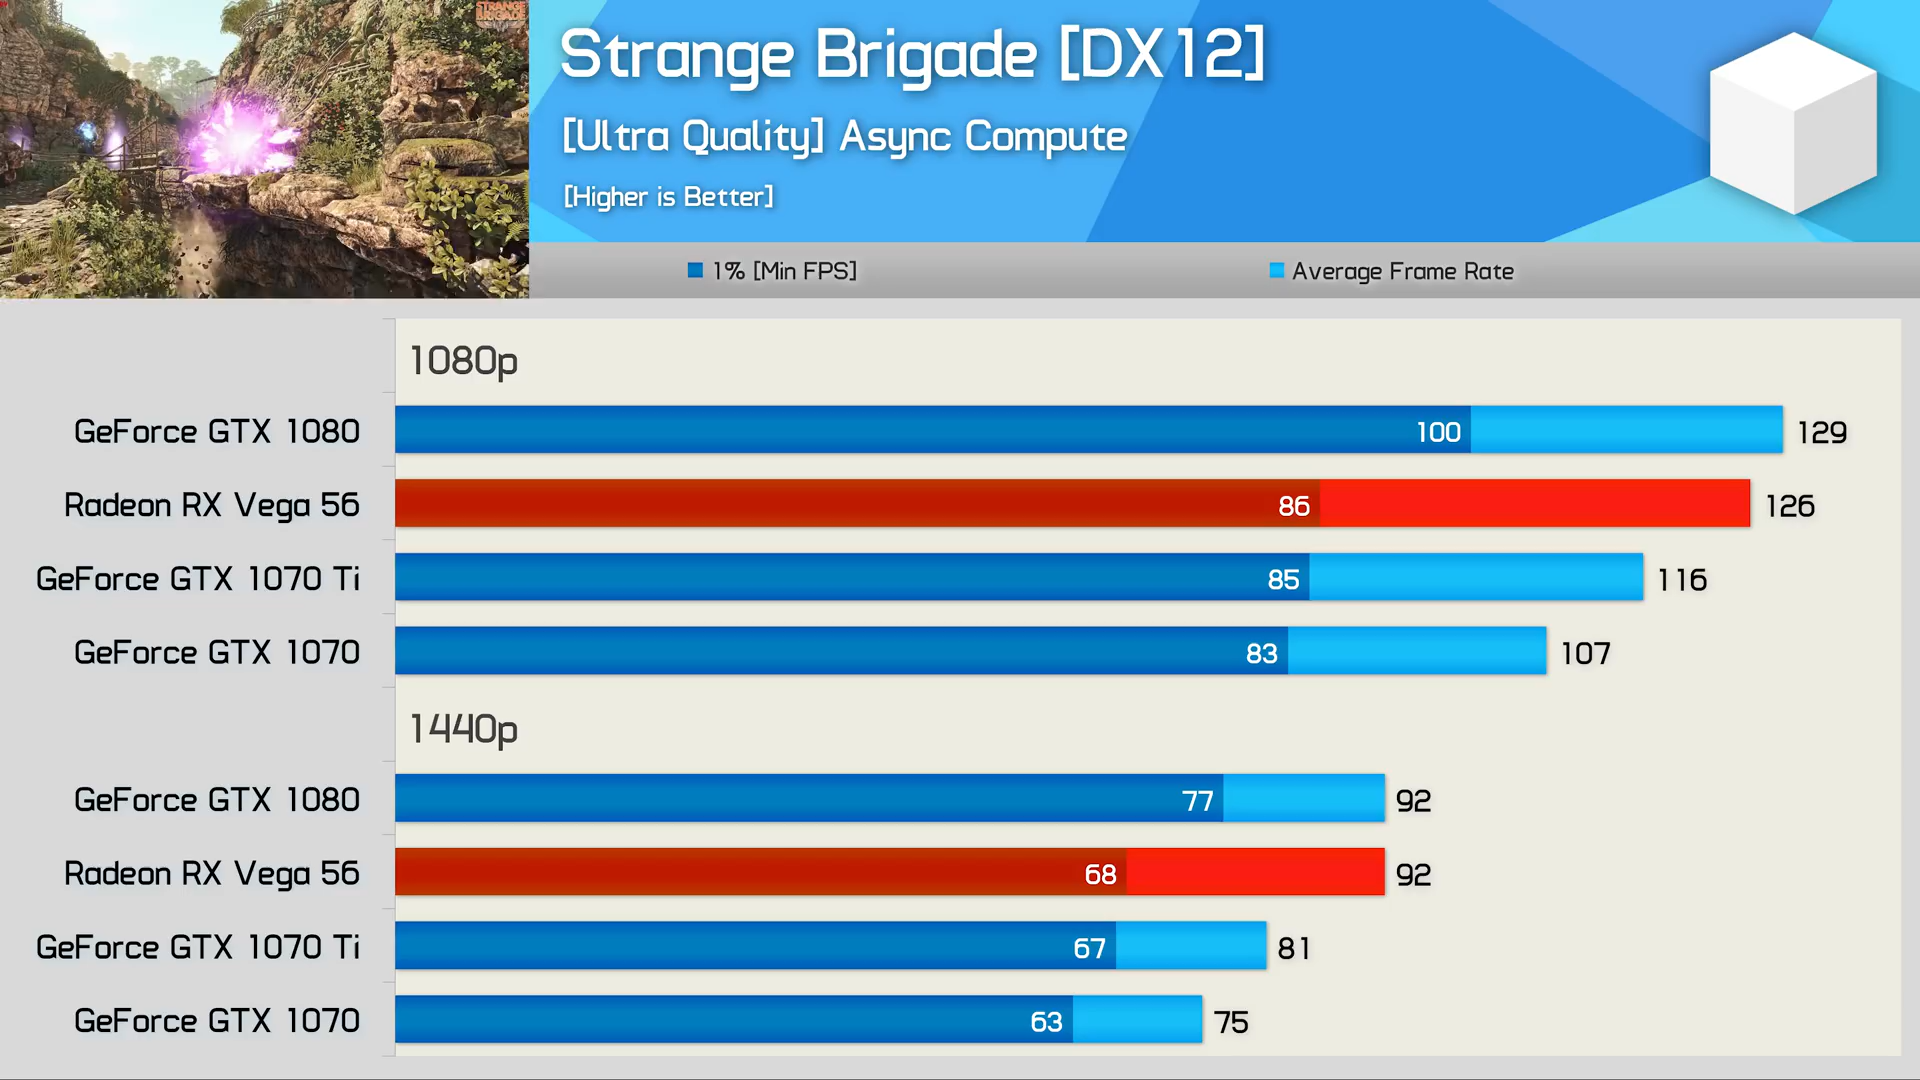 STRANGE
BRIGADE
Strange Brigade [DX12]
[Ultra Quality] Async Compute
[Higher is Better]
1% [Min FPS]
Average Frame Rate
1080p
GeForce GTX 1080 100 129
Radeon RX Vega 56 86 126
GeForce GTX 1070 Ti 85 116
GeForce GTX 1070 83 107
1440p
GeForce GTX 1080 77 92
Radeon RX Vega 56 68 92
GeForce GTX 1070 Ti 67 81
GeForce GTX 1070 63 75